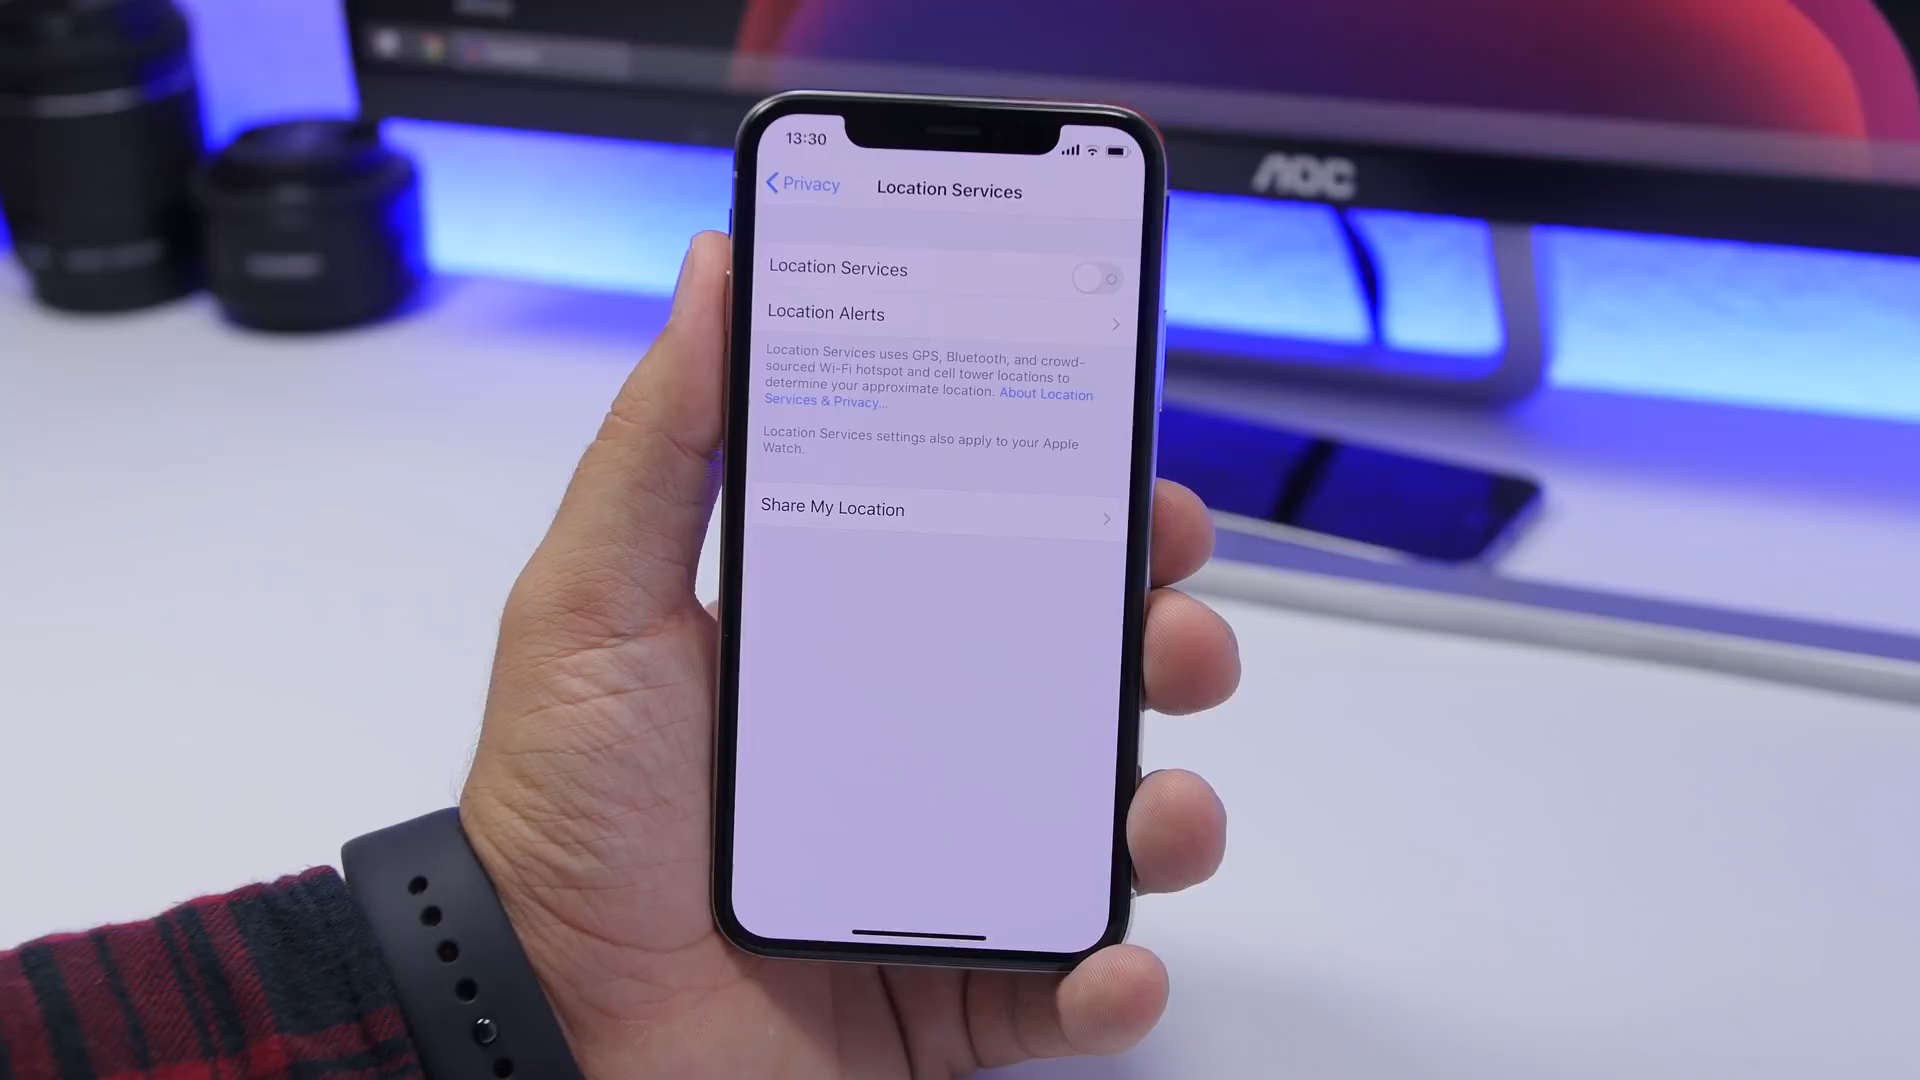 AOC
13:30
Privacy
Location Services
Location Services
Location Alerts
Location Services uses GPS, Bluetooth, and crowd-
sourced Wi-Fi hotspot and cell tower locations to
determine your approximate location. About Location
Services & Privacy...
Location Services settings also apply to your Apple
Watch.
Share My Location